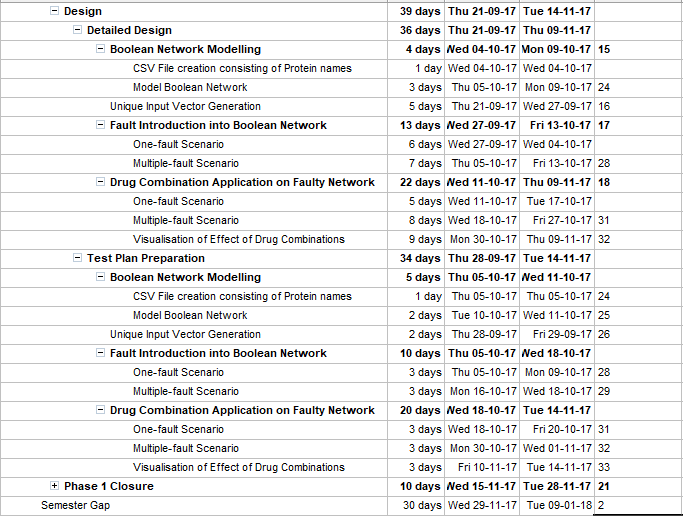 Design 39 days Thu 21-09-17 Tue 14-11-17
Detailed Design 36 days Thu 21-09-17 Thu 09-11-17
Boolean Network Modelling 4 days Wed 04-10-17 Mon 09-10-17 15
CSV File creation consisting of Protein names 1 day Wed 04-10-17 Wed 04-10-17
Model Boolean Network 3 days Thu 05-10-17 Mon 09-10-17 24
Unique Input Vector Generation 5 days Thu 21-09-17 Wed 27-09-17 16
Fault Introduction into Boolean Network 13 days Wed 27-09-17 Fri 13-10-17 17
One-fault Scenario 6 days Wed 27-09-17 Wed 04-10-17
Multiple-fault Scenario 7 days Thu 05-10-17 Fri 13-10-17 28
Drug Combination Application on Faulty Network 22 days Wed 11-10-17 Thu 09-11-17 18
One-fault Scenario 5 days Wed 11-10-17 Tue 17-10-17
Multiple-fault Scenario 8 days Wed 18-10-17 Fri 27-10-17 31
Visualisation of Effect of Drug Combinations 9 days Mon 30-10-17 Thu 09-11-17 32
Test Plan Preparation 34 days Thu 28-09-17 Tue 14-11-17
Boolean Network Modelling 5 days Thu 05-10-17 Wed 11-10-17
CSV File creation consisting of Protein names 1 day Thu 05-10-17 Thu 05-10-17 24
Model Boolean Network 2 days Tue 10-10-17 Wed 11-10-17 25
Unique Input Vector Generation 2 days Thu 28-09-17 Fri 29-09-17 26
Fault Introduction into Boolean Network 10 days Thu 05-10-17 Wed 18-10-17
One-fault Scenario 3 days Thu 05-10-17 Mon 09-10-17 28
Multiple-fault Scenario 3 days Mon 16-10-17 Wed 18-10-17 29
Drug Combination Application on Faulty Network 20 days Wed 18-10-17 Tue 14-11-17
One-fault Scenario 3 days Wed 18-10-17 Fri 20-10-17 31
Multiple-fault Scenario 3 days Mon 30-10-17 Wed 01-11-17 32
Visualisation of Effect of Drug Combinations 3 days Fri 10-11-17 Tue 14-11-17 33
Phase 1 Closure 10 days Wed 15-11-17 Tue 28-11-17 21
Semester Gap 30 days Wed 29-11-17 Tue 09-01-18 2